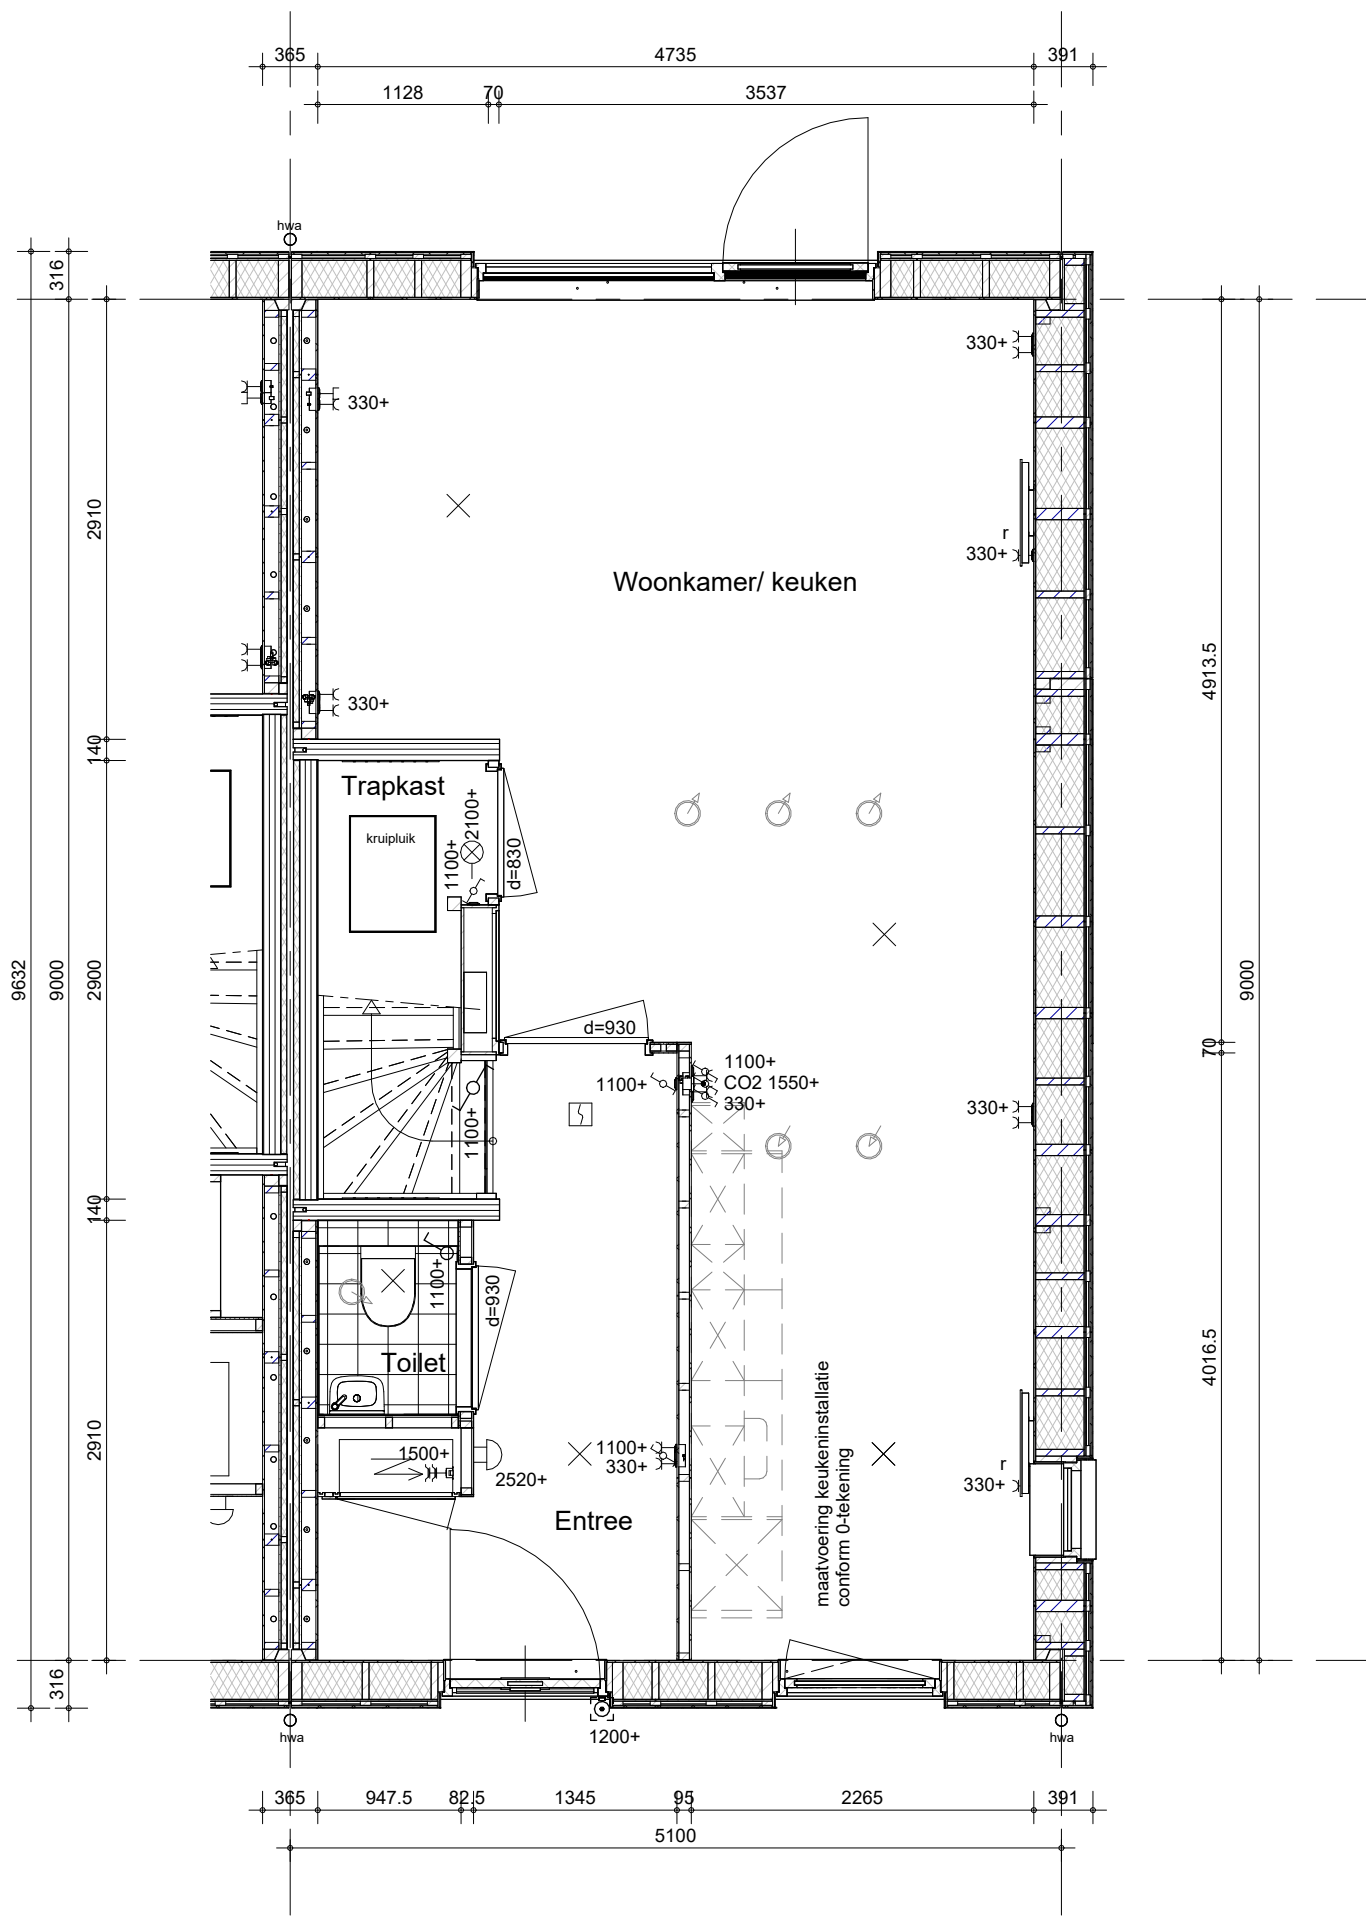 365
4735
391
1128
70
3537
hwa
316
330+
330+
2910
r
330+
Woonkamer/ keuken
4913.5
330+
140
Trapkast
2100+
kruipluik
1100+
d=830
9632
9000
2900
9000
d=930
70
1100+
CO2 1550+
330+
1100+
330+
1100+
140
1100+
d=930
Toilet
4016.5
maatvoering keukeninstallatie
conform 0-tekening
2910
1500+
1100+
330+
2520+
r
330+
Entree
316
1200+
hwa
hwa
365
947.5
82.5
1345
95
2265
391
5100